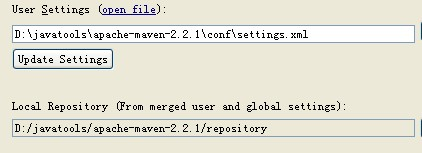 User Settings (open file):
D:\javatools\apache-maven-2.2.1\conf\settings.xml
Update Settings
Local Repository (From merged user and global settings):
D:/javatools/apache-maven-2.2.1/repository